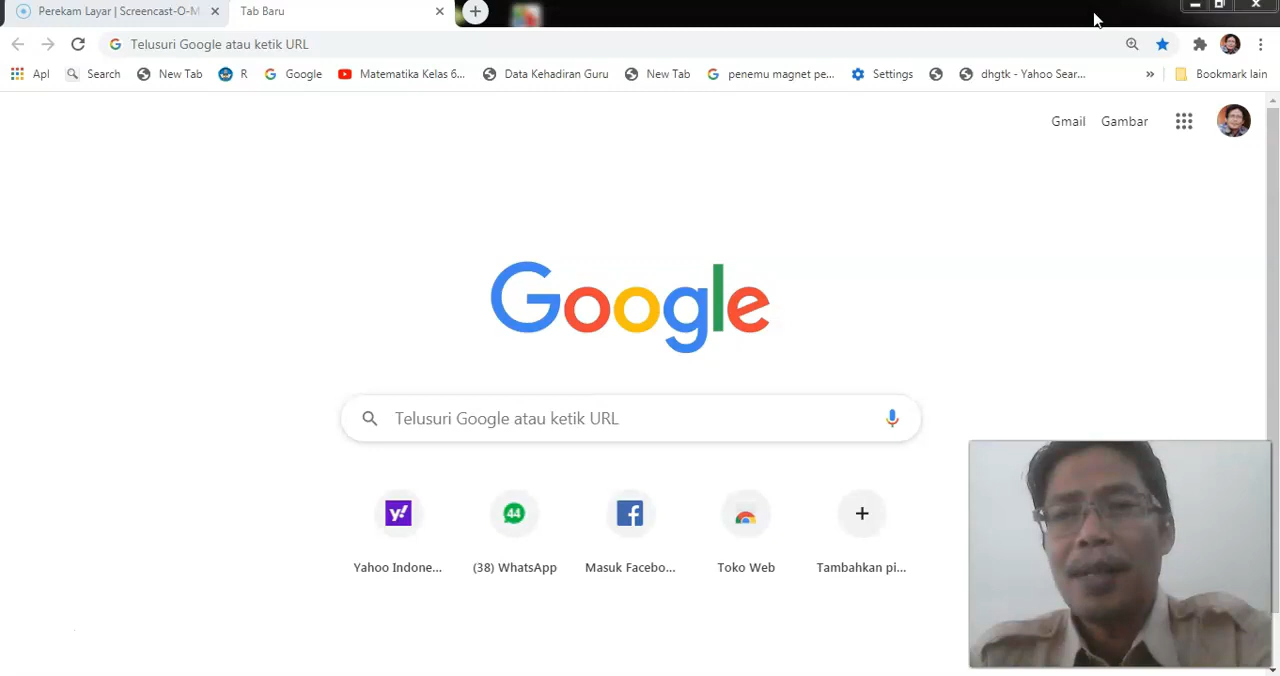 Perekam Layar | Screencast-O-M
Tab Baru
Telusuri Google atau ketik URL
Apl
Search
New Tab
R
Google
Matematika Kelas 6...
Data Kehadiran Guru
New Tab
penemu magnet pe...
Settings
dhgtk - Yahoo Sear...
»
Bookmark lain
Gmail
Gambar
Google
Telusuri Google atau ketik URL
y!
44
Yahoo Indone...
(38) WhatsApp
Masuk Facebo...
Toko Web
Tambahkan pi...